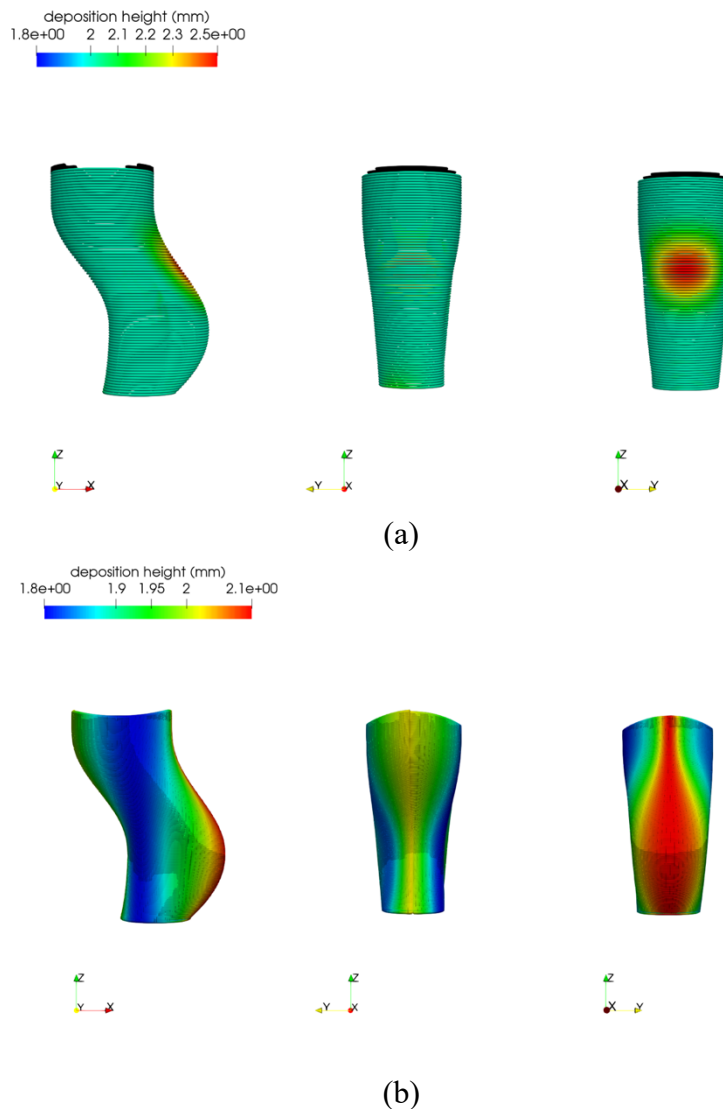 deposition height (mm)
1.8e+00 2 2.1 2.2 2.3 2.5e+00
Z Z Z
Y X Y X X Y
(a)
deposition height (mm)
1.8e+00 1.9 1.95 2 2.1e+00
Z Z Z
Y X Y X X Y
(b)